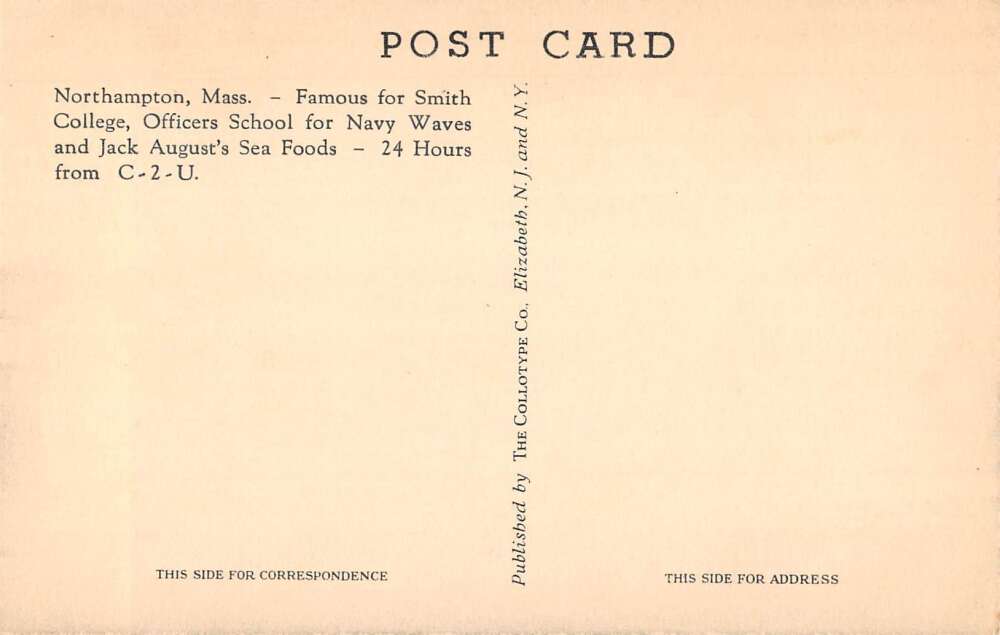 POST CARD
Northampton, Mass. – Famous for Smith
College, Officers School for Navy Waves
and Jack August's Sea Foods – 24 Hours
from C-2-U.
Published by THE COLLOTYPE CO., Elizabeth, N. J. and N. Y.
THIS SIDE FOR CORRESPONDENCE
THIS SIDE FOR ADDRESS